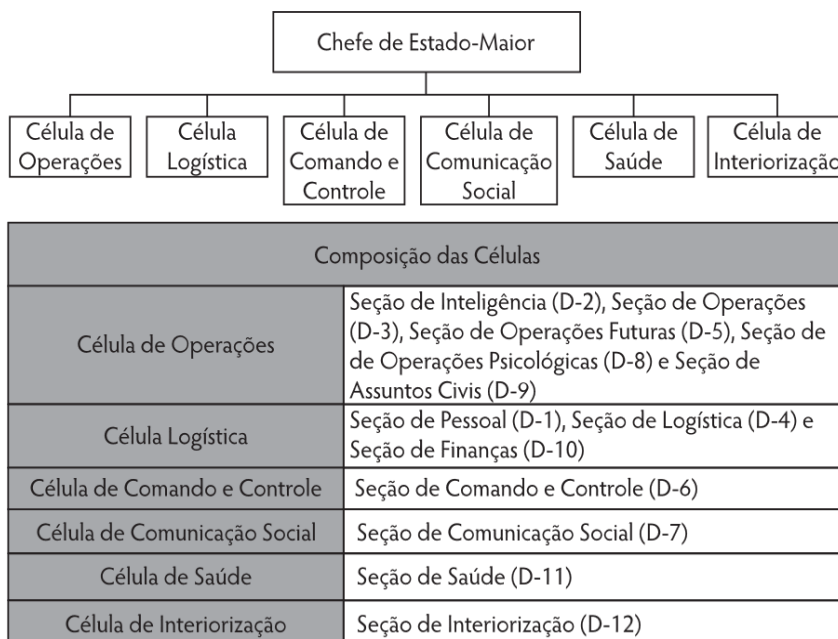 Chefe de Estado-Maior
Célula de
Operações
Célula
Logística
Célula de
Comando e
Controle
Célula de
Comunicação
Social
Célula de
Saúde
Célula de
Interiorização
Composição das Células
Célula de Operações
Seção de Inteligência (D-2), Seção de Operações
(D-3), Seção de Operações Futuras (D-5), Seção de
de Operações Psicológicas (D-8) e Seção de
Assuntos Civis (D-9)
Célula Logística
Seção de Pessoal (D-1), Seção de Logística (D-4) e
Seção de Finanças (D-10)
Célula de Comando e Controle
Seção de Comando e Controle (D-6)
Célula de Comunicação Social
Seção de Comunicação Social (D-7)
Célula de Saúde
Seção de Saúde (D-11)
Célula de Interiorização
Seção de Interiorização (D-12)